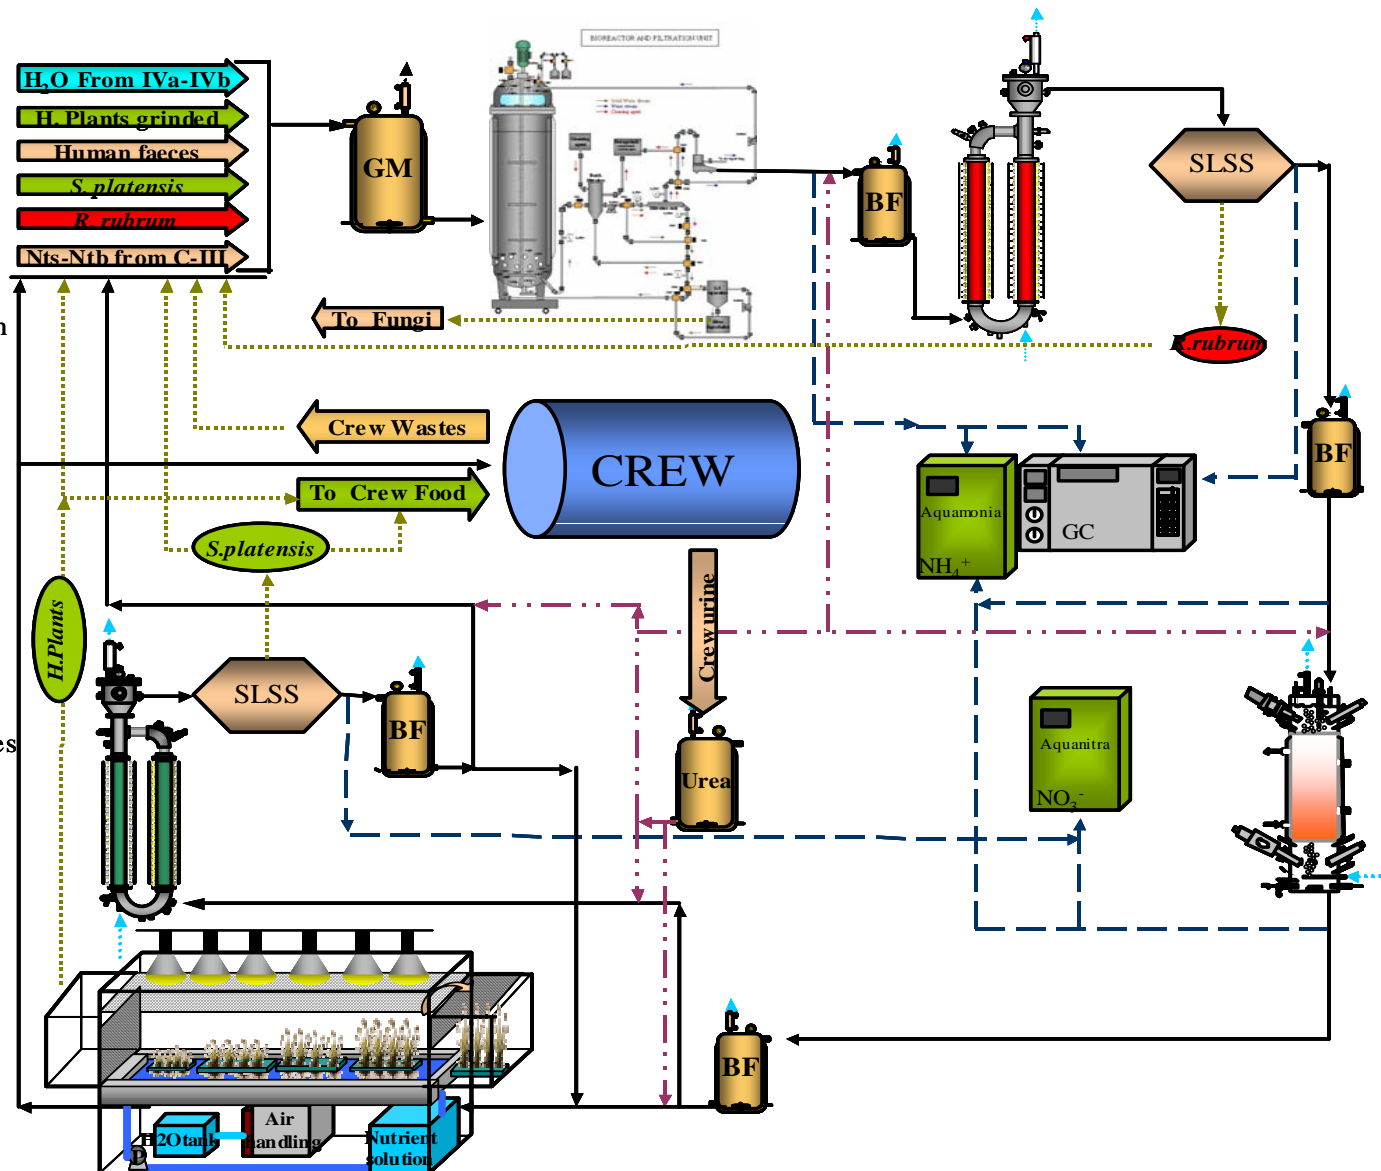 BIOREACTOR AND FILTRATION UNIT
H₂O From IVa-IVb
H. Plants grinded
Human faeces
S. platensis
R. rubrum
Nts-Ntb from C-III
GM
BF
SLSS
To Fungi
R.rubrum
Crew Wastes
CREW
To Crew Food
BF
Aquamonia
NH₄⁺
GC
S.platensis
H.Plants
Crew urine
SLSS
BF
Urea
Aquanitra
NO₃⁻
es
BF
H2Otank
Air
handling
Nutrient
solution
P